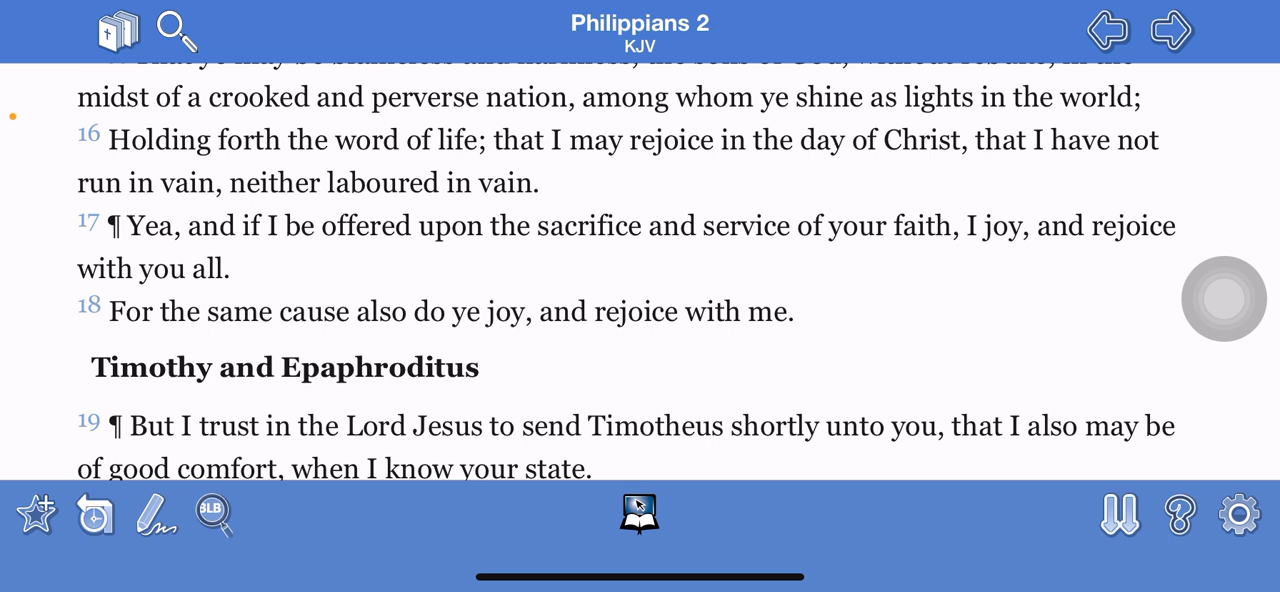 Philippians 2
KJV
midst of a crooked and perverse nation, among whom ye shine as lights in the world;
16 Holding forth the word of life; that I may rejoice in the day of Christ, that I have not
run in vain, neither laboured in vain.
17 ¶ Yea, and if I be offered upon the sacrifice and service of your faith, I joy, and rejoice
with you all.
18 For the same cause also do ye joy, and rejoice with me.
Timothy and Epaphroditus
19 ¶ But I trust in the Lord Jesus to send Timotheus shortly unto you, that I also may be
of good comfort, when I know your state.
BLB